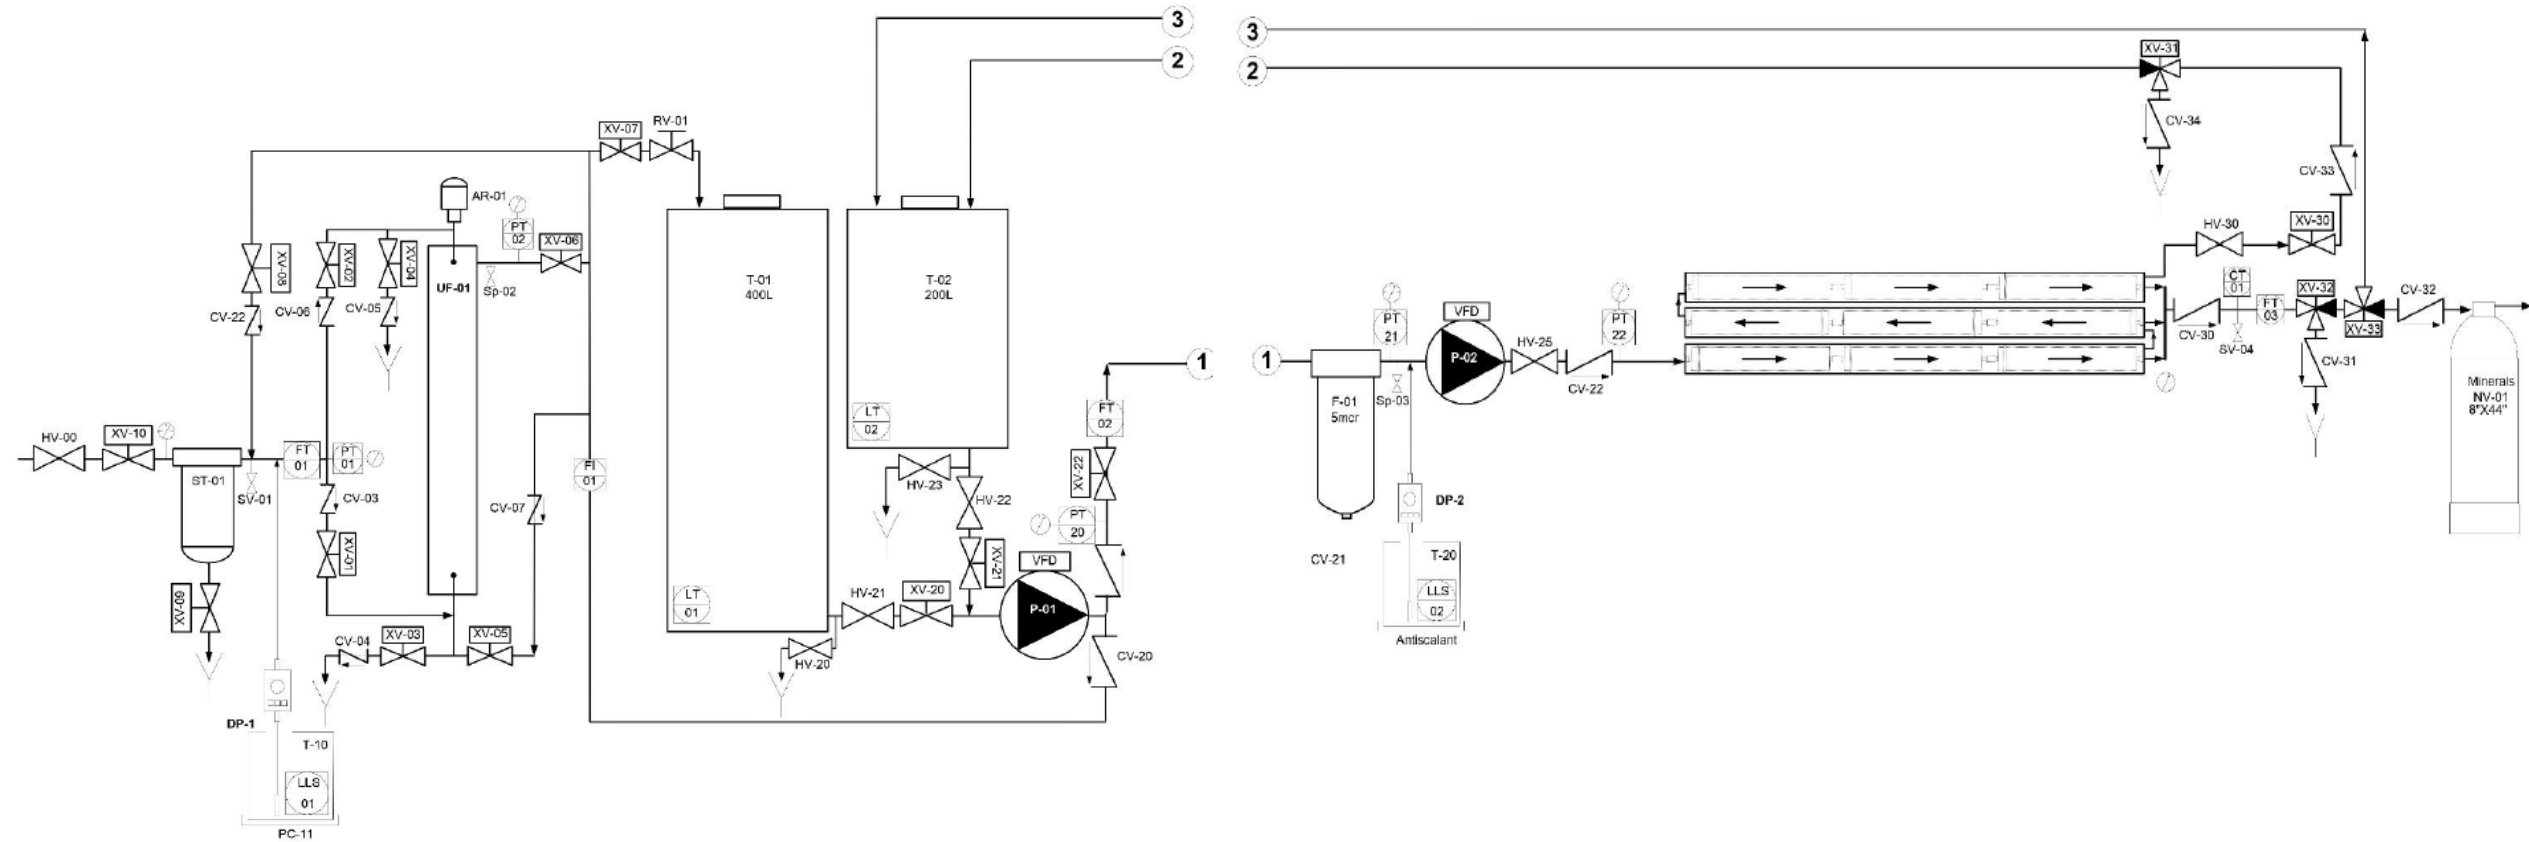 3
2
XV-07
RV-01
AR-01
PT
02
XV-06
XV-08
XV-02
XV-04
UF-01
Sp-02
CV-22
CV-06
CV-05
T-01
400L
T-02
200L
LT
02
HV-00
XV-10
ST-01
SV-01
FT
01
PT
01
CV-03
XV-01
CV-07
FI
01
XV-09
CV-04
XV-03
XV-05
DP-1
T-10
LLS
01
PC-11
LT
01
HV-23
HV-22
XV-21
HV-21
XV-20
HV-20
VFD
P-01
CV-20
PT
20
XV-22
FT
02
1
3
2
XV-31
CV-34
CV-33
HV-30
XV-30
CT
01
FT
03
XV-32
XV-33
CV-32
CV-30
SV-04
CV-31
Minerals
NV-01
8"X44"
1
PT
21
VFD
P-02
HV-25
PT
22
CV-22
F-01
5mcr
Sp-03
DP-2
CV-21
T-20
LLS
02
Antiscalant